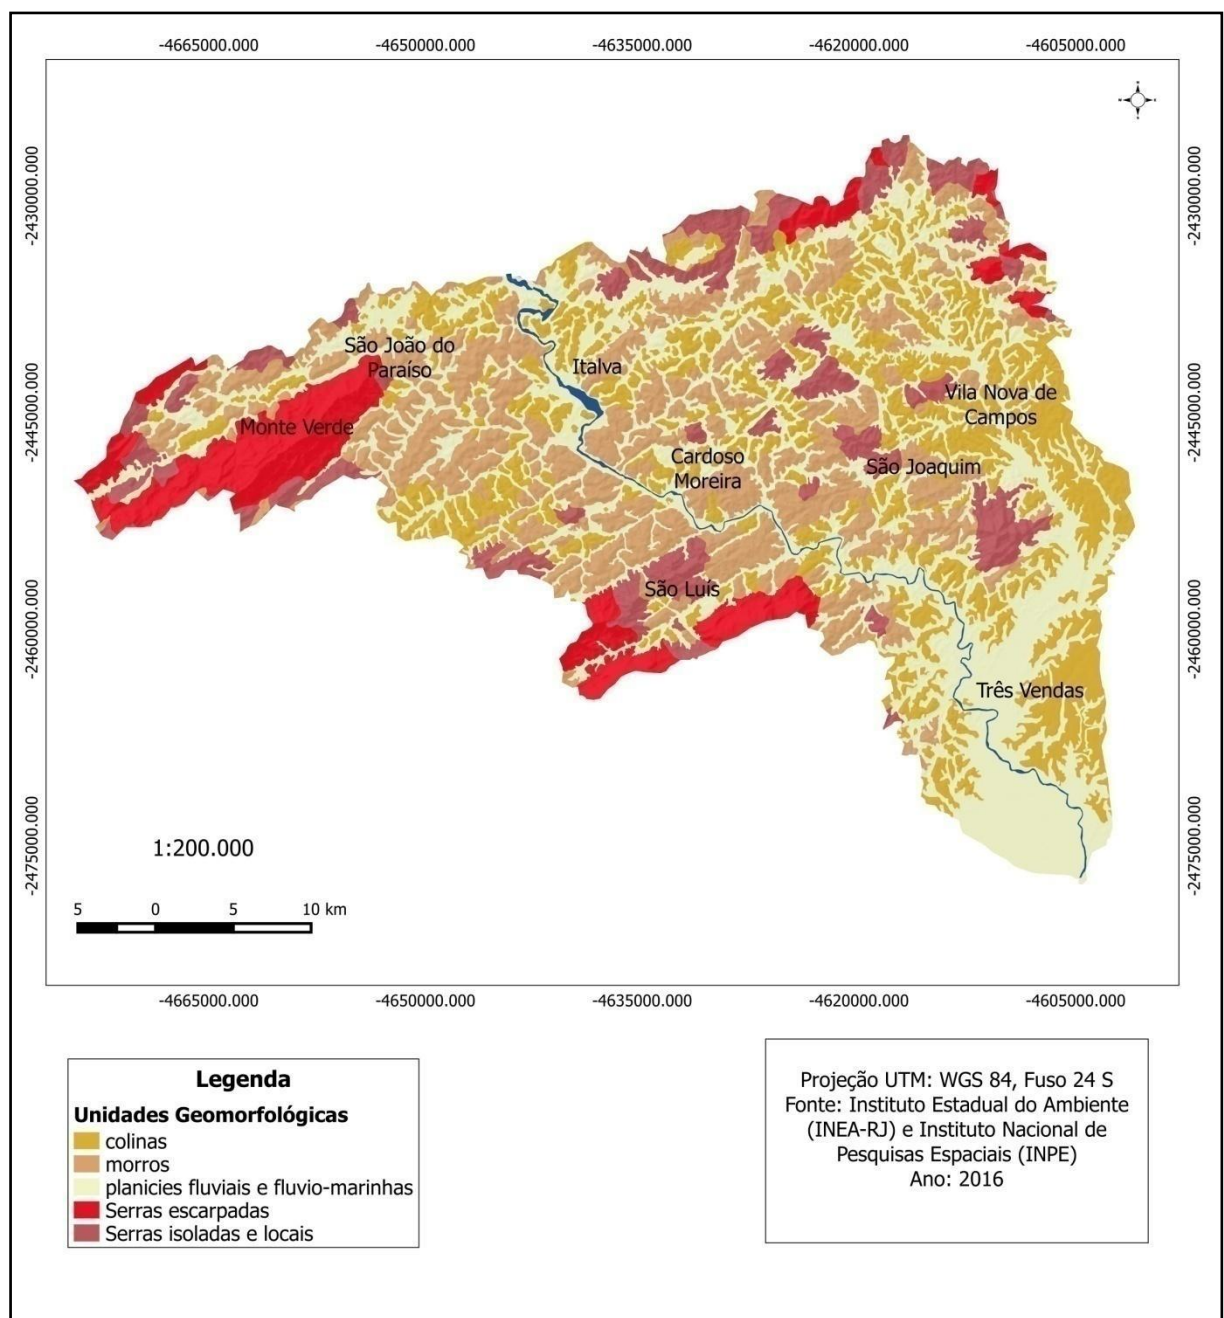 -4665000.000 -4650000.000 -4635000.000 -4620000.000 -4605000.000
-2430000.000 -2430000.000
São João do
Paraíso
Italva
-2445000.000 -2445000.000
Monte Verde
Vila Nova de
Campos
Cardoso
Moreira
São Joaquim
São Luís
-2460000.000 -2460000.000
Três Vendas
-2475000.000 -2475000.000
1:200.000
5 0 5 10 km
-4665000.000 -4650000.000 -4635000.000 -4620000.000 -4605000.000
Legenda
Unidades Geomorfológicas
colinas
morros
planicies fluviais e fluvio-marinhas
Serras escarpadas
Serras isoladas e locais
Projeção UTM: WGS 84, Fuso 24 S
Fonte: Instituto Estadual do Ambiente
(INEA-RJ) e Instituto Nacional de
Pesquisas Espaciais (INPE)
Ano: 2016